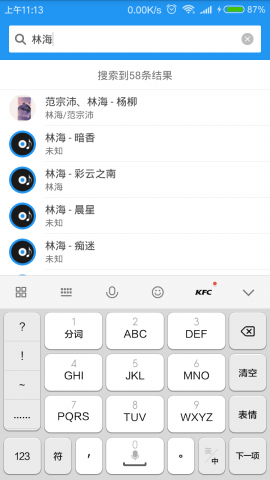 上午11:13
0.00K/s
87%
林海
搜索到58条结果
范宗沛、林海 - 杨柳
林海/范宗沛
林海 - 暗香
未知
林海 - 彩云之南
林海
林海 - 晨星
未知
林海 - 痴迷
未知
KFC
?
1
分词
2
ABC
3
DEF
!
4
GHI
5
JKL
6
MNO
清空
~
……
7
PQRS
8
TUV
9
WXYZ
表情
123
符
,
0
。
英/中
下一项